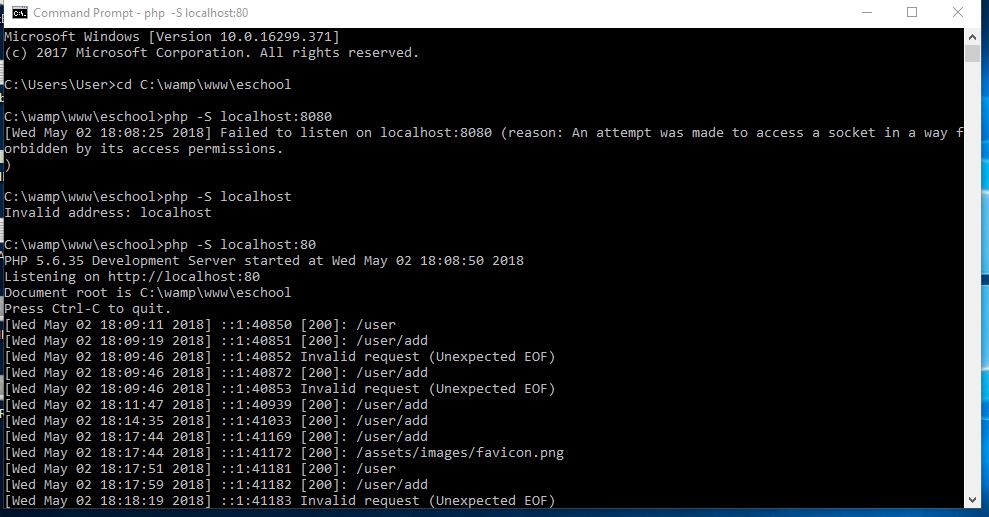 Command Prompt - php  -S localhost:80
Microsoft Windows [Version 10.0.16299.371]
(c) 2017 Microsoft Corporation. All rights reserved.
C:\Users\User>cd C:\wamp\www\eschool
C:\wamp\www\eschool>php -S localhost:8080
[Wed May 02 18:08:25 2018] Failed to listen on localhost:8080 (reason: An attempt was made to access a socket in a way f
orbidden by its access permissions.
)
C:\wamp\www\eschool>php -S localhost
Invalid address: localhost
C:\wamp\www\eschool>php -S localhost:80
PHP 5.6.35 Development Server started at Wed May 02 18:08:50 2018
Listening on http://localhost:80
Document root is C:\wamp\www\eschool
Press Ctrl-C to quit.
[Wed May 02 18:09:11 2018] ::1:40850 [200]: /user
[Wed May 02 18:09:19 2018] ::1:40851 [200]: /user/add
[Wed May 02 18:09:46 2018] ::1:40852 Invalid request (Unexpected EOF)
[Wed May 02 18:09:46 2018] ::1:40872 [200]: /user/add
[Wed May 02 18:09:46 2018] ::1:40853 Invalid request (Unexpected EOF)
[Wed May 02 18:11:47 2018] ::1:40939 [200]: /user/add
[Wed May 02 18:14:35 2018] ::1:41033 [200]: /user/add
[Wed May 02 18:17:44 2018] ::1:41169 [200]: /user/add
[Wed May 02 18:17:44 2018] ::1:41172 [200]: /assets/images/favicon.png
[Wed May 02 18:17:51 2018] ::1:41181 [200]: /user
[Wed May 02 18:17:59 2018] ::1:41182 [200]: /user/add
[Wed May 02 18:18:19 2018] ::1:41183 Invalid request (Unexpected EOF)